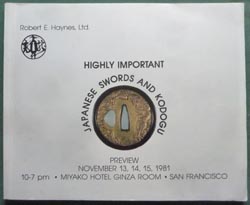 Robert E. Haynes, Ltd.
HIGHLY IMPORTANT
JAPANESE SWORDS AND KODOGU
PREVIEW
NOVEMBER 13, 14, 15, 1981
10-7 pm • MIYAKO HOTEL GINZA ROOM • SAN FRANCISCO